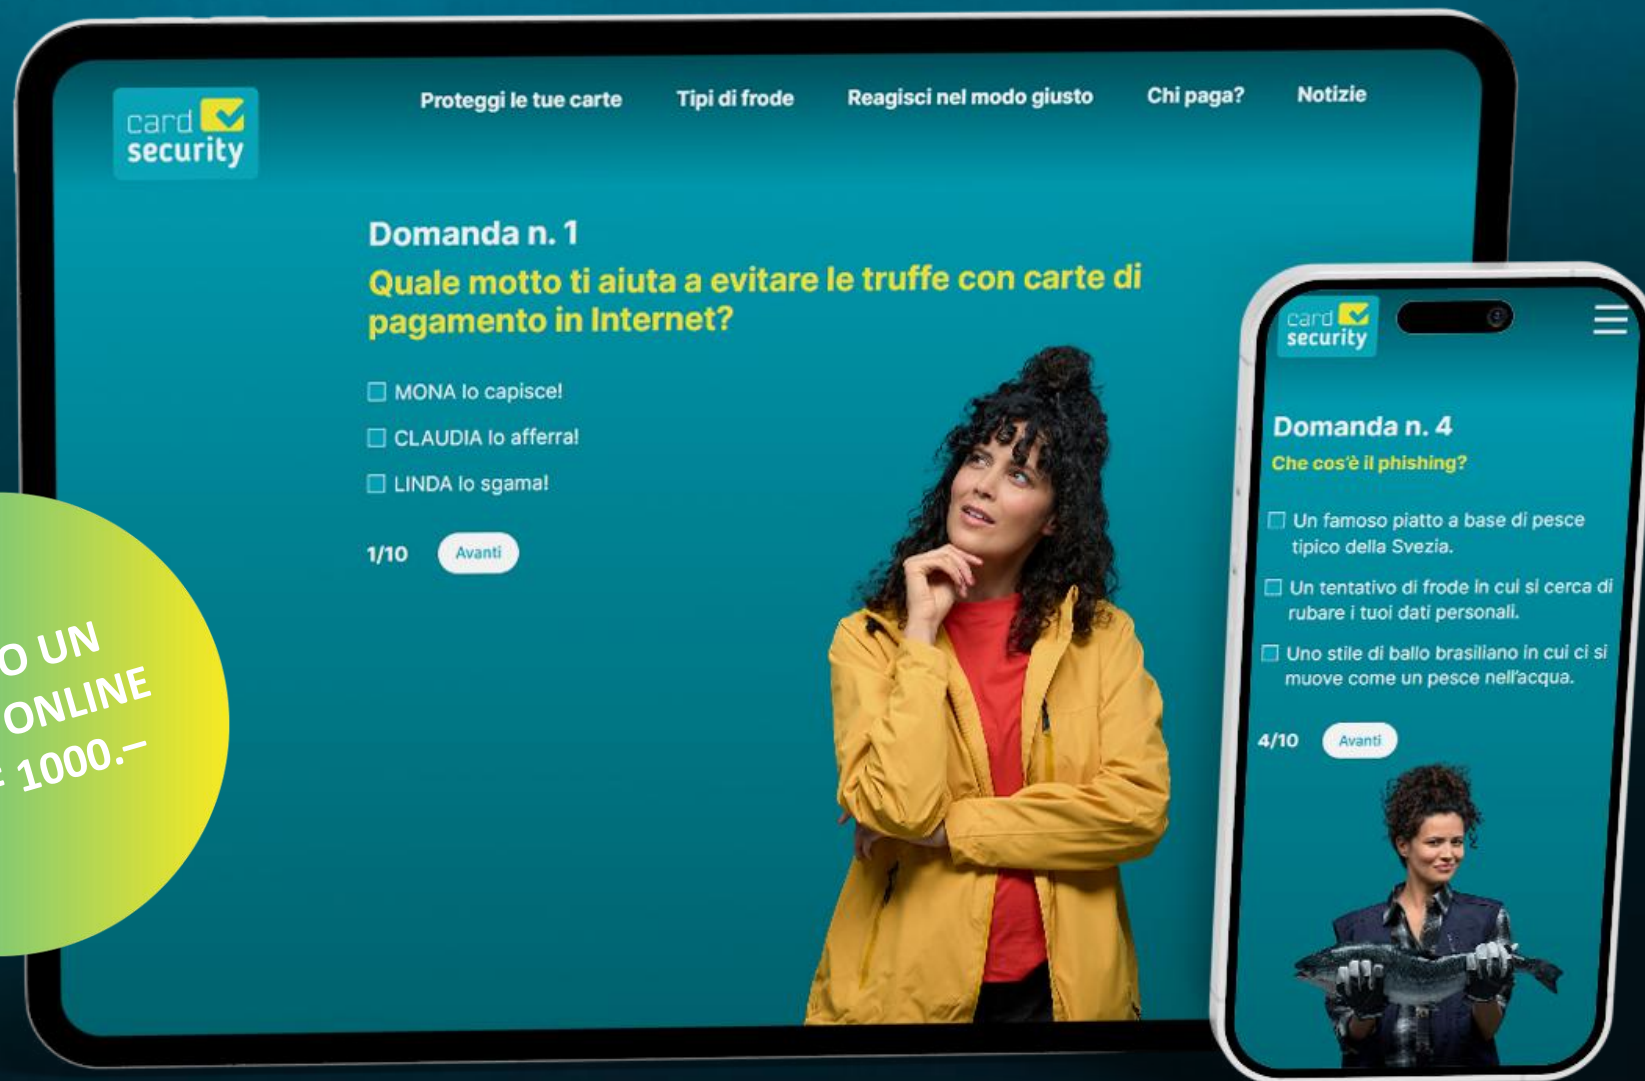 card
security
Proteggi le tue carte
Tipi di frode
Reagisci nel modo giusto
Chi paga?
Notizie
Domanda n. 1
Quale motto ti aiuta a evitare le truffe con carte di
pagamento in Internet?
MONA lo capisce!
CLAUDIA lo afferra!
LINDA lo sgama!
1/10
Avanti
UN
ONLINE
1000.–
card
security
Domanda n. 4
Che cos'è il phishing?
Un famoso piatto a base di pesce
tipico della Svezia.
Un tentativo di frode in cui si cerca di
rubare i tuoi dati personali.
Uno stile di ballo brasiliano in cui ci si
muove come un pesce nell'acqua.
4/10
Avanti